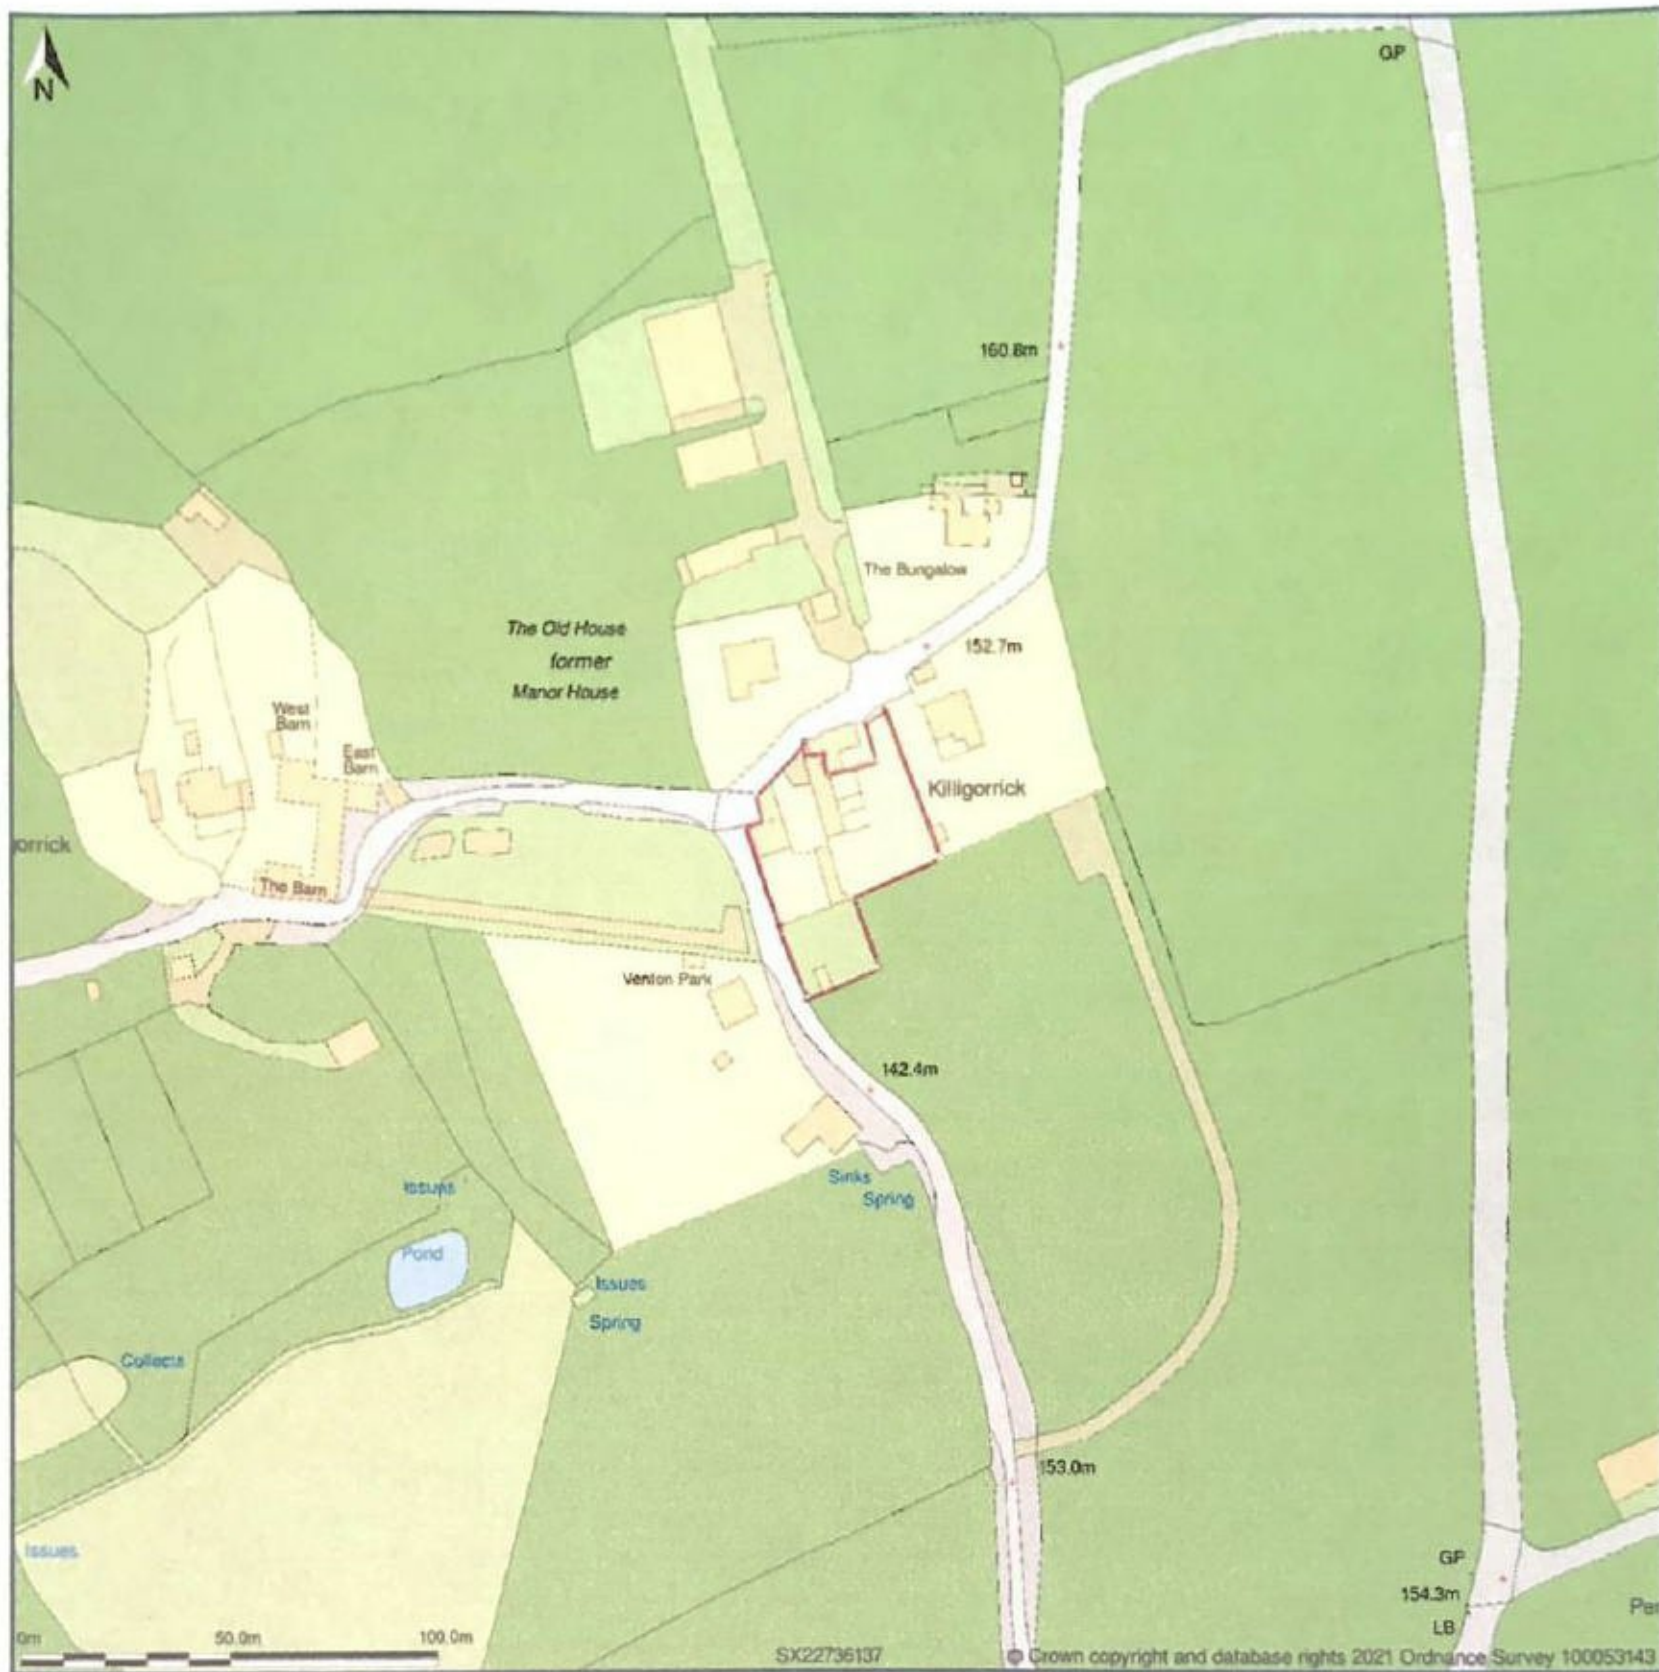 N
GP
160.8m
The Bungalow
The Old House
former
Manor House
152.7m
West
Barn
East
Barn
Killigorrick
orrick
The Barn
Venton Park
142.4m
Sinks
Spring
Issues
Pond
Issues
Spring
Collects
153.0m
Issues
GP
154.3m
Per
LB
0m
50.0m
100.0m
SX22736137
© Crown copyright and database rights 2021 Ordnance Survey 100053143